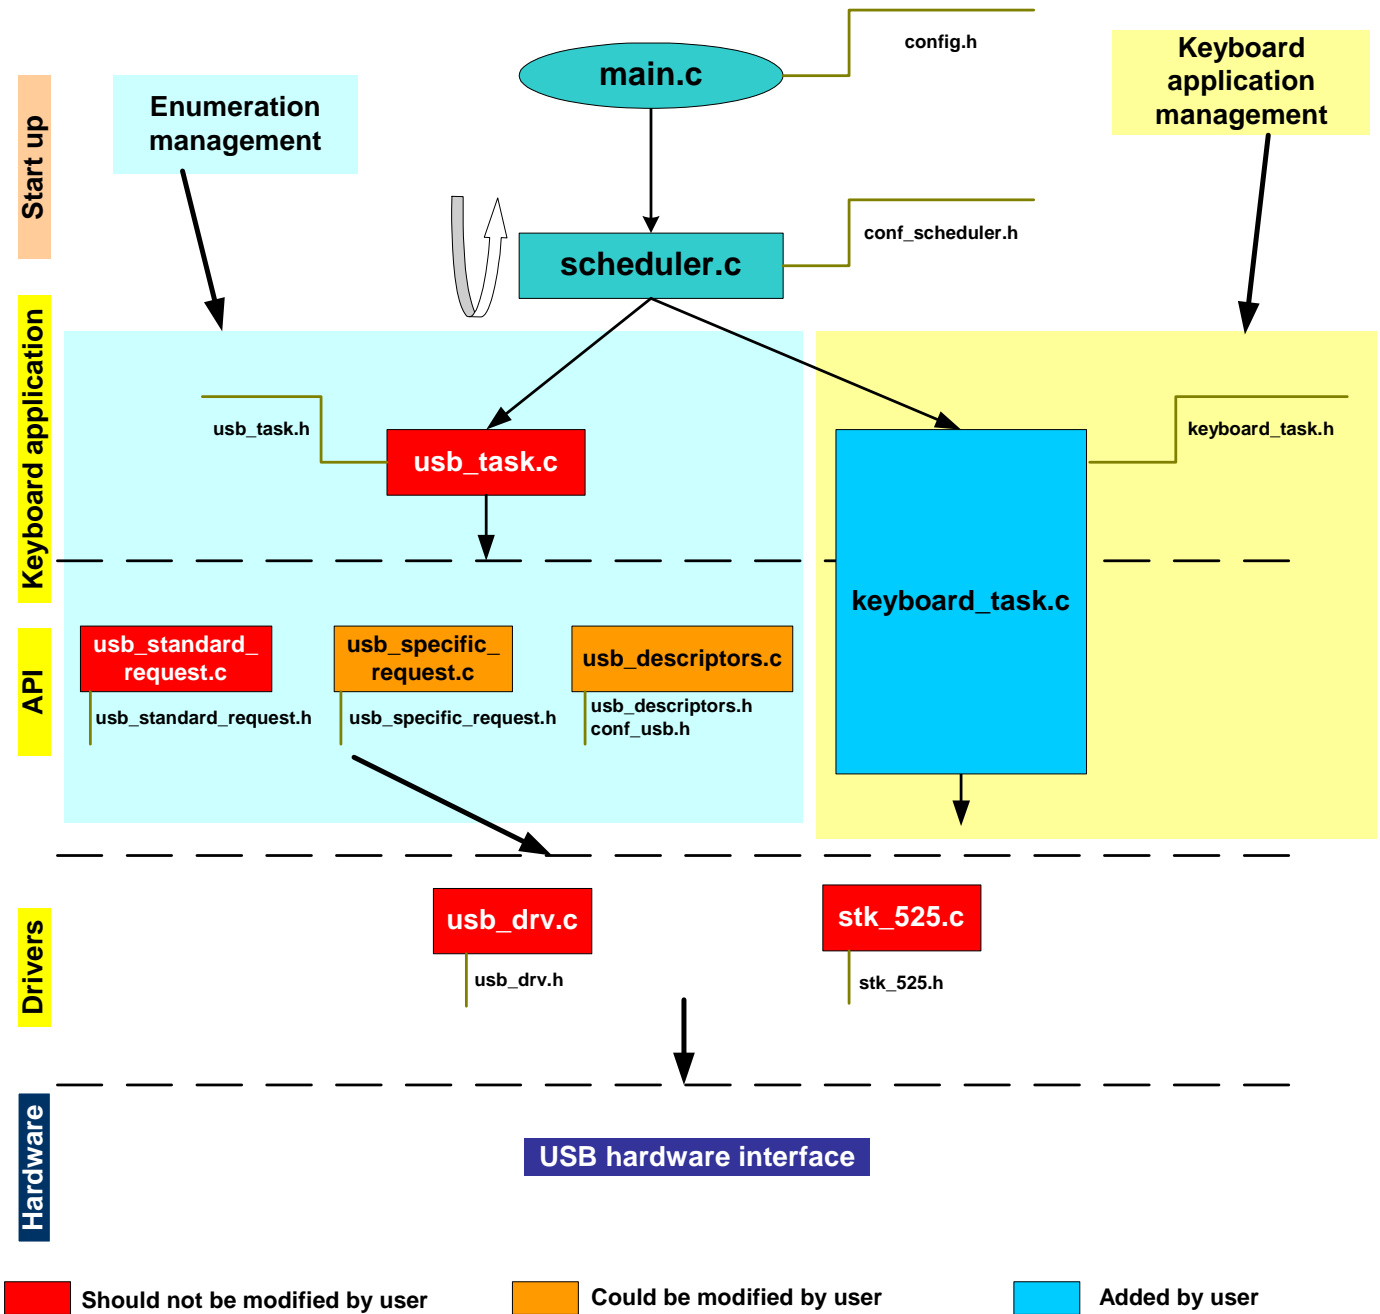 config.h
main.c
Keyboard
application
management
Enumeration
management
Start up
conf_scheduler.h
scheduler.c
Keyboard application
usb_task.h
usb_task.c
keyboard_task.h
keyboard_task.c
API
usb_standard_
request.c
usb_specific_
request.c
usb_descriptors.c
usb_standard_request.h
usb_specific_request.h
usb_descriptors.h
conf_usb.h
Drivers
usb_drv.c
stk_525.c
usb_drv.h
stk_525.h
Hardware
USB hardware interface
Should not be modified by user
Could be modified by user
Added by user